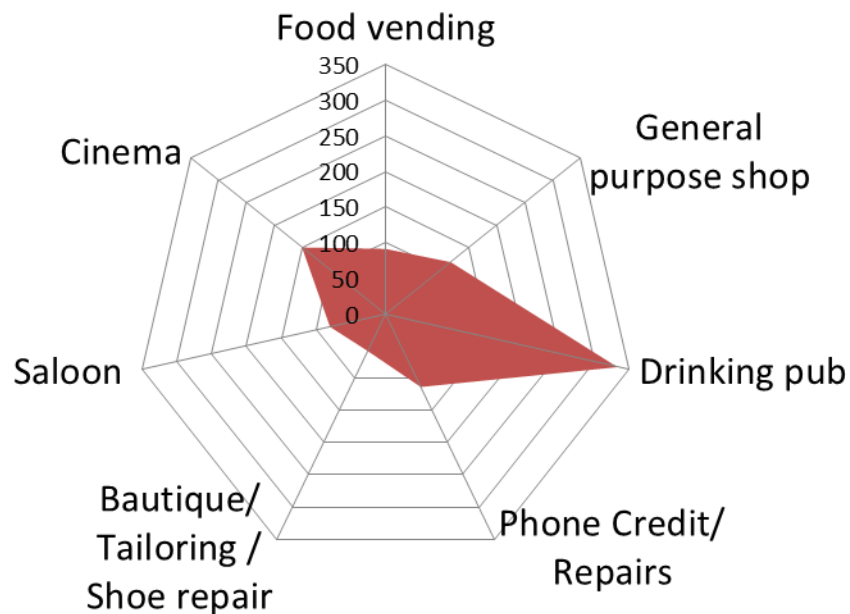 Food vending
350
300
250
200
150
100
50
0
General
purpose shop
Drinking pub
Phone Credit/
Repairs
Bautique/
Tailoring /
Shoe repair
Saloon
Cinema